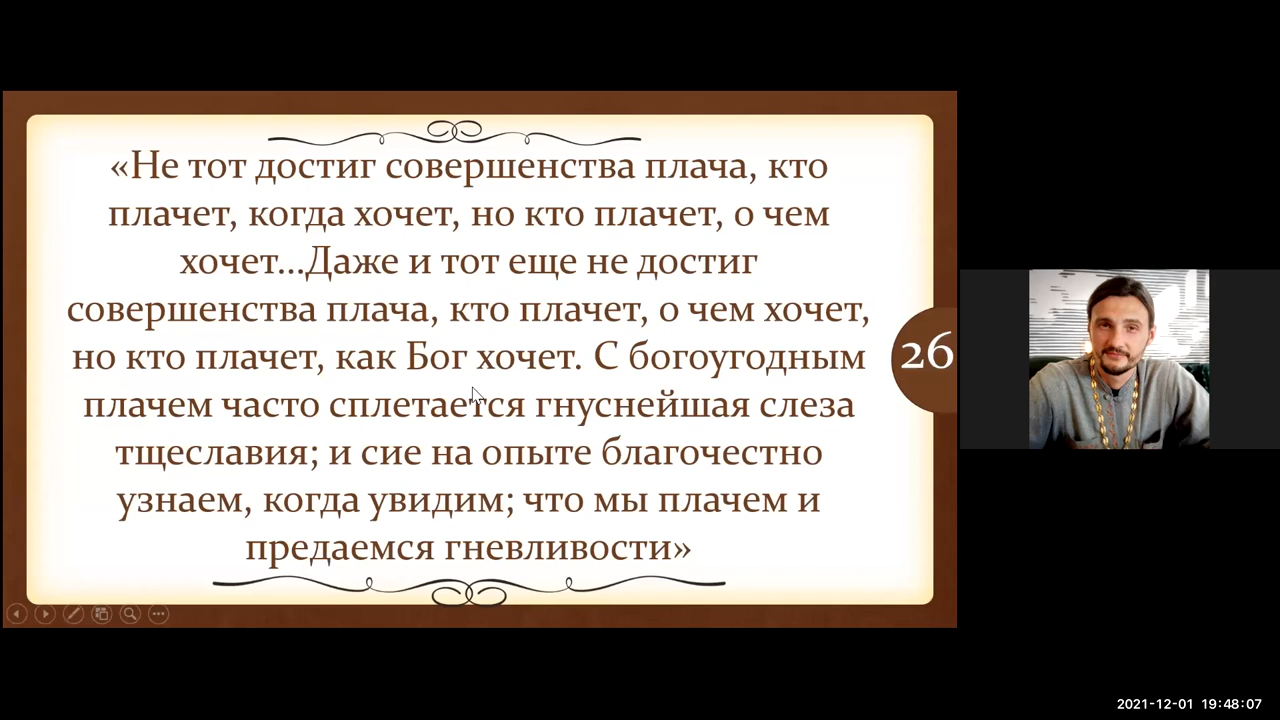 «Не тот достиг совершенства плача, кто
плачет, когда хочет, но кто плачет, о чем
хочет...Даже и тот еще не достиг
совершенства плача, кто плачет, о чем хочет,
но кто плачет, как Бог хочет. С богоугодным
плачем часто сплетается гнуснейшая слеза
тщеславия; и сие на опыте благочестно
узнаем, когда увидим; что мы плачем и
предаемся гневливости»
26
2021-12-01 19:48:07